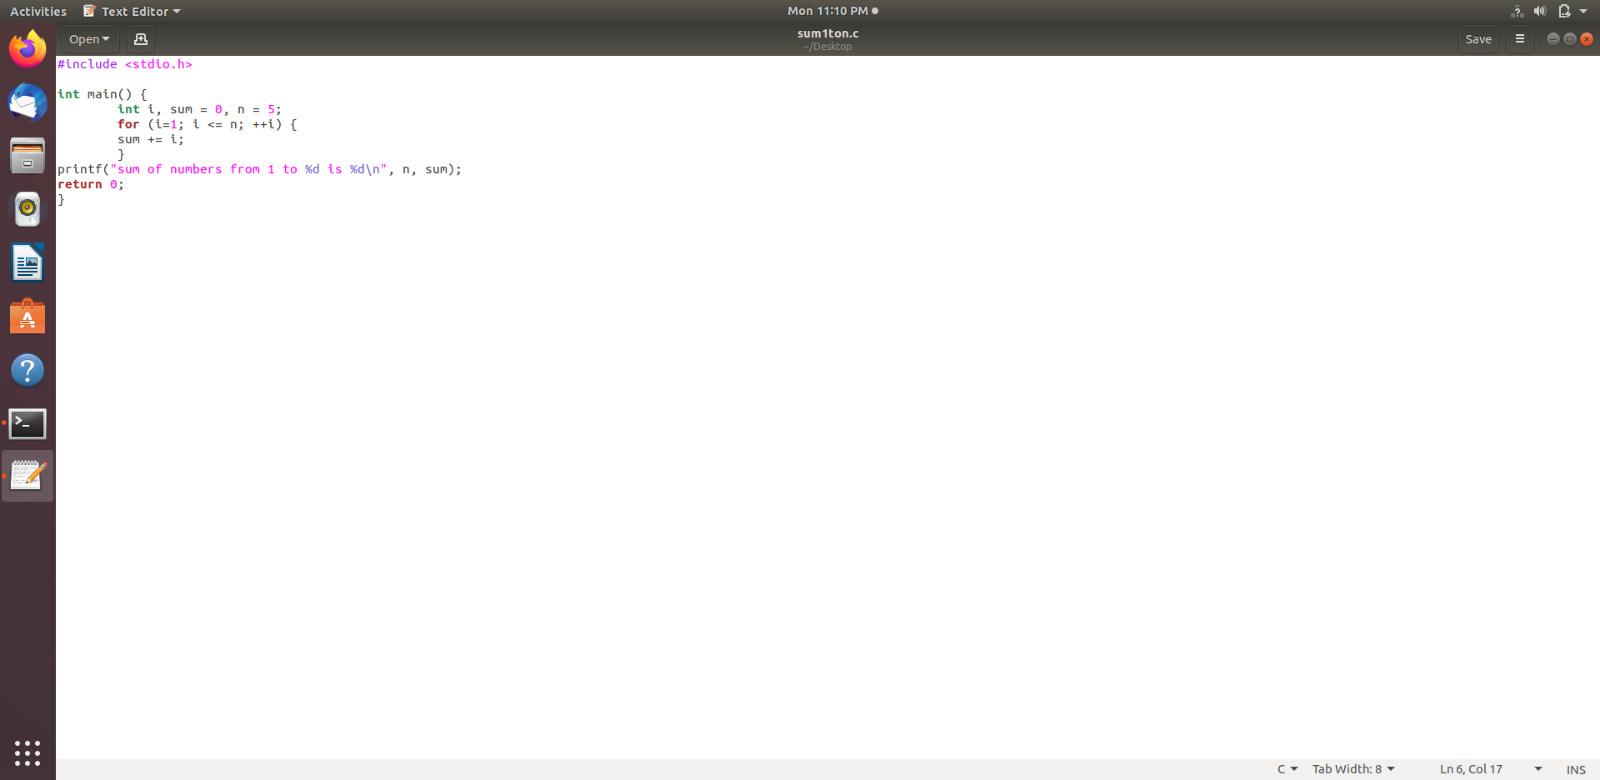 Activities Text Editor Mon 11:10 PM
Open sum1ton.c Save
~/Desktop
#include <stdio.h>

int main() {
        int i, sum = 0, n = 5;
        for (i=1; i <= n; ++i) {
        sum += i;
        }
printf("sum of numbers from 1 to %d is %d\n", n, sum);
return 0;
}
C Tab Width: 8 Ln 6, Col 17 INS